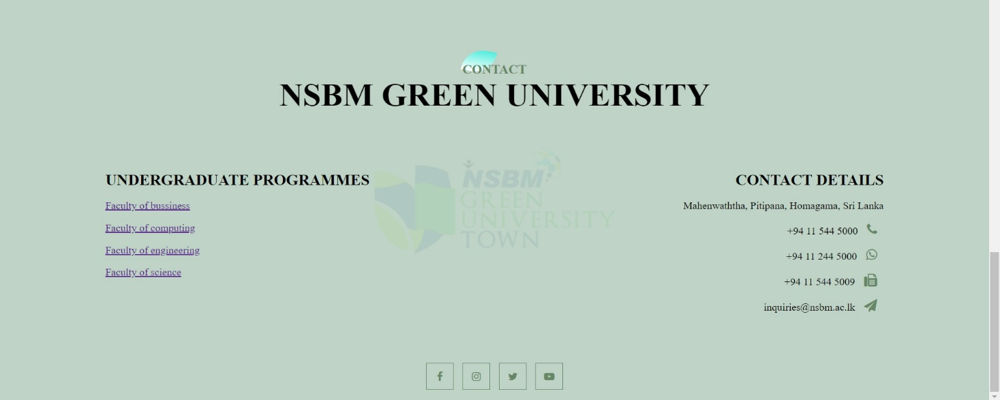 CONTACT
NSBM GREEN UNIVERSITY
UNDERGRADUATE PROGRAMMES
Faculty of bussiness
Faculty of computing
Faculty of engineering
Faculty of science
NSBM
GREEN
UNIVERSITY
TOWN
CONTACT DETAILS
Mahenwaththa, Pitipana, Homagama, Sri Lanka
+94 11 544 5000
+94 11 244 5000
+94 11 544 5009
inquiries@nsbm.ac.lk